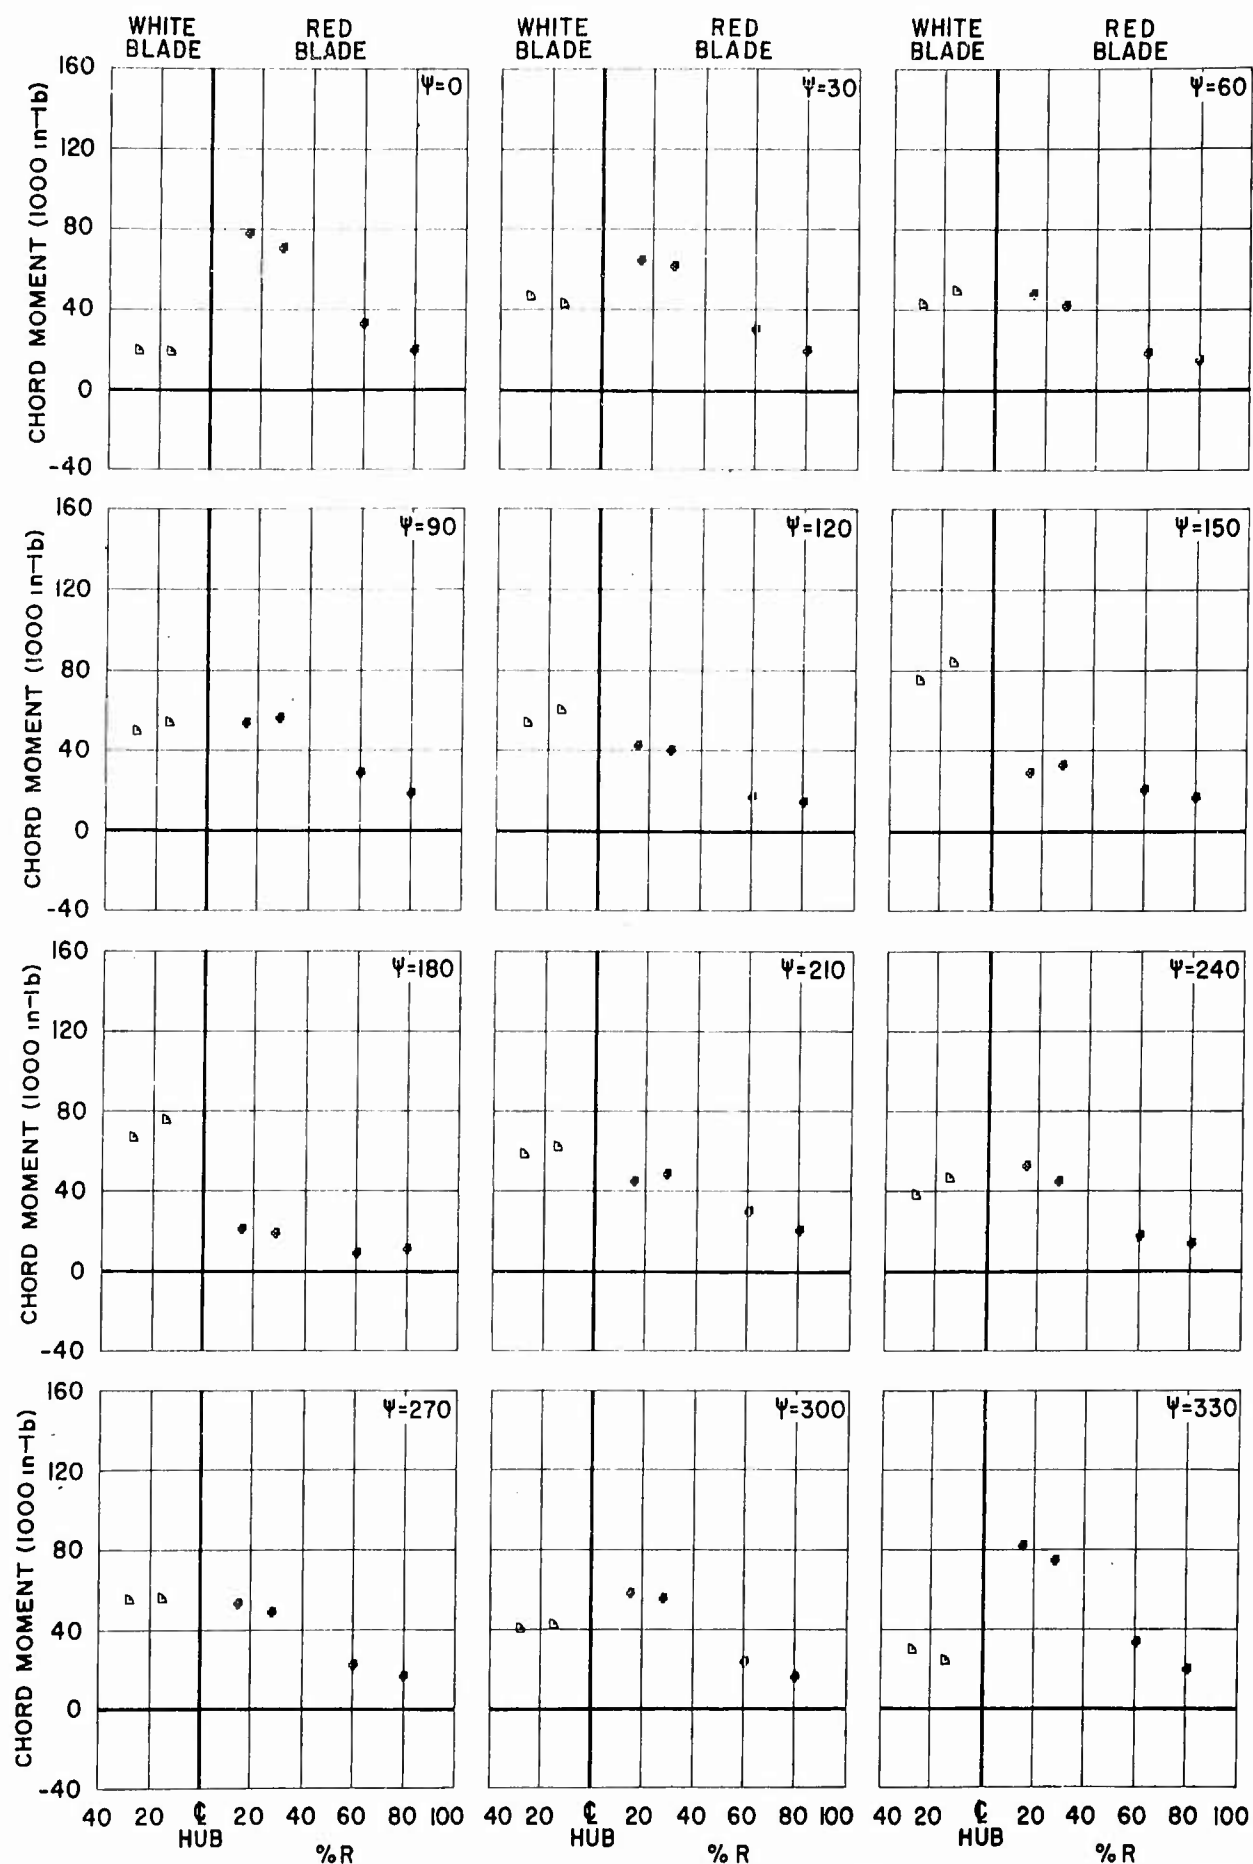 WHITE BLADE
RED BLADE
WHITE BLADE
RED BLADE
WHITE BLADE
RED BLADE
CHORD MOMENT (1000 in-lb)
160
120
80
40
0
-40
Ψ=0
Ψ=30
Ψ=60
CHORD MOMENT (1000 in-lb)
160
120
80
40
0
-40
Ψ=90
Ψ=120
Ψ=150
CHORD MOMENT (1000 in-lb)
160
120
80
40
0
-40
Ψ=180
Ψ=210
Ψ=240
CHORD MOMENT (1000 in-lb)
160
120
80
40
0
-40
Ψ=270
Ψ=300
Ψ=330
40 20 ℄ 20 40 60 80 100
HUB
%R
40 20 ℄ 20 40 60 80 100
HUB
%R
40 20 ℄ 20 40 60 80 100
HUB
%R